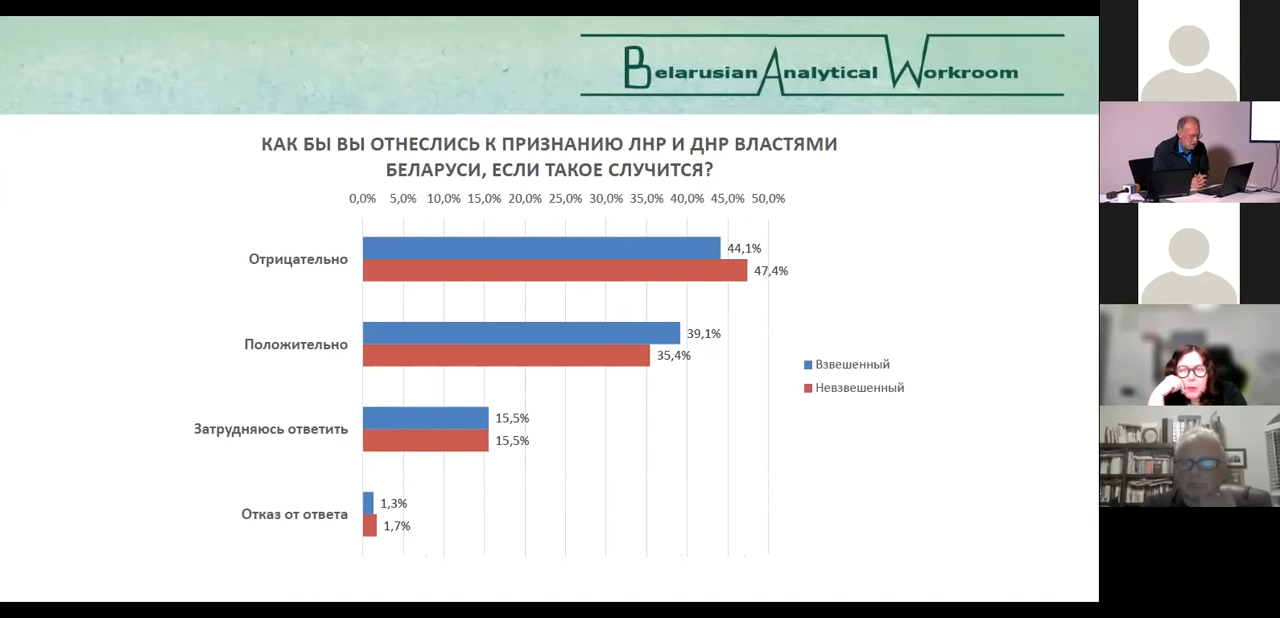 Belarusian Analytical Workroom
КАК БЫ ВЫ ОТНЕСЛИСЬ К ПРИЗНАНИЮ ЛНР И ДНР ВЛАСТЯМИ
БЕЛАРУСИ, ЕСЛИ ТАКОЕ СЛУЧИТСЯ?
0,0% 5,0% 10,0% 15,0% 20,0% 25,0% 30,0% 35,0% 40,0% 45,0% 50,0%
Отрицательно
44,1%
47,4%
Положительно
39,1%
35,4%
Затрудняюсь ответить
15,5%
15,5%
Отказ от ответа
1,3%
1,7%
Взвешенный
Невзвешенный